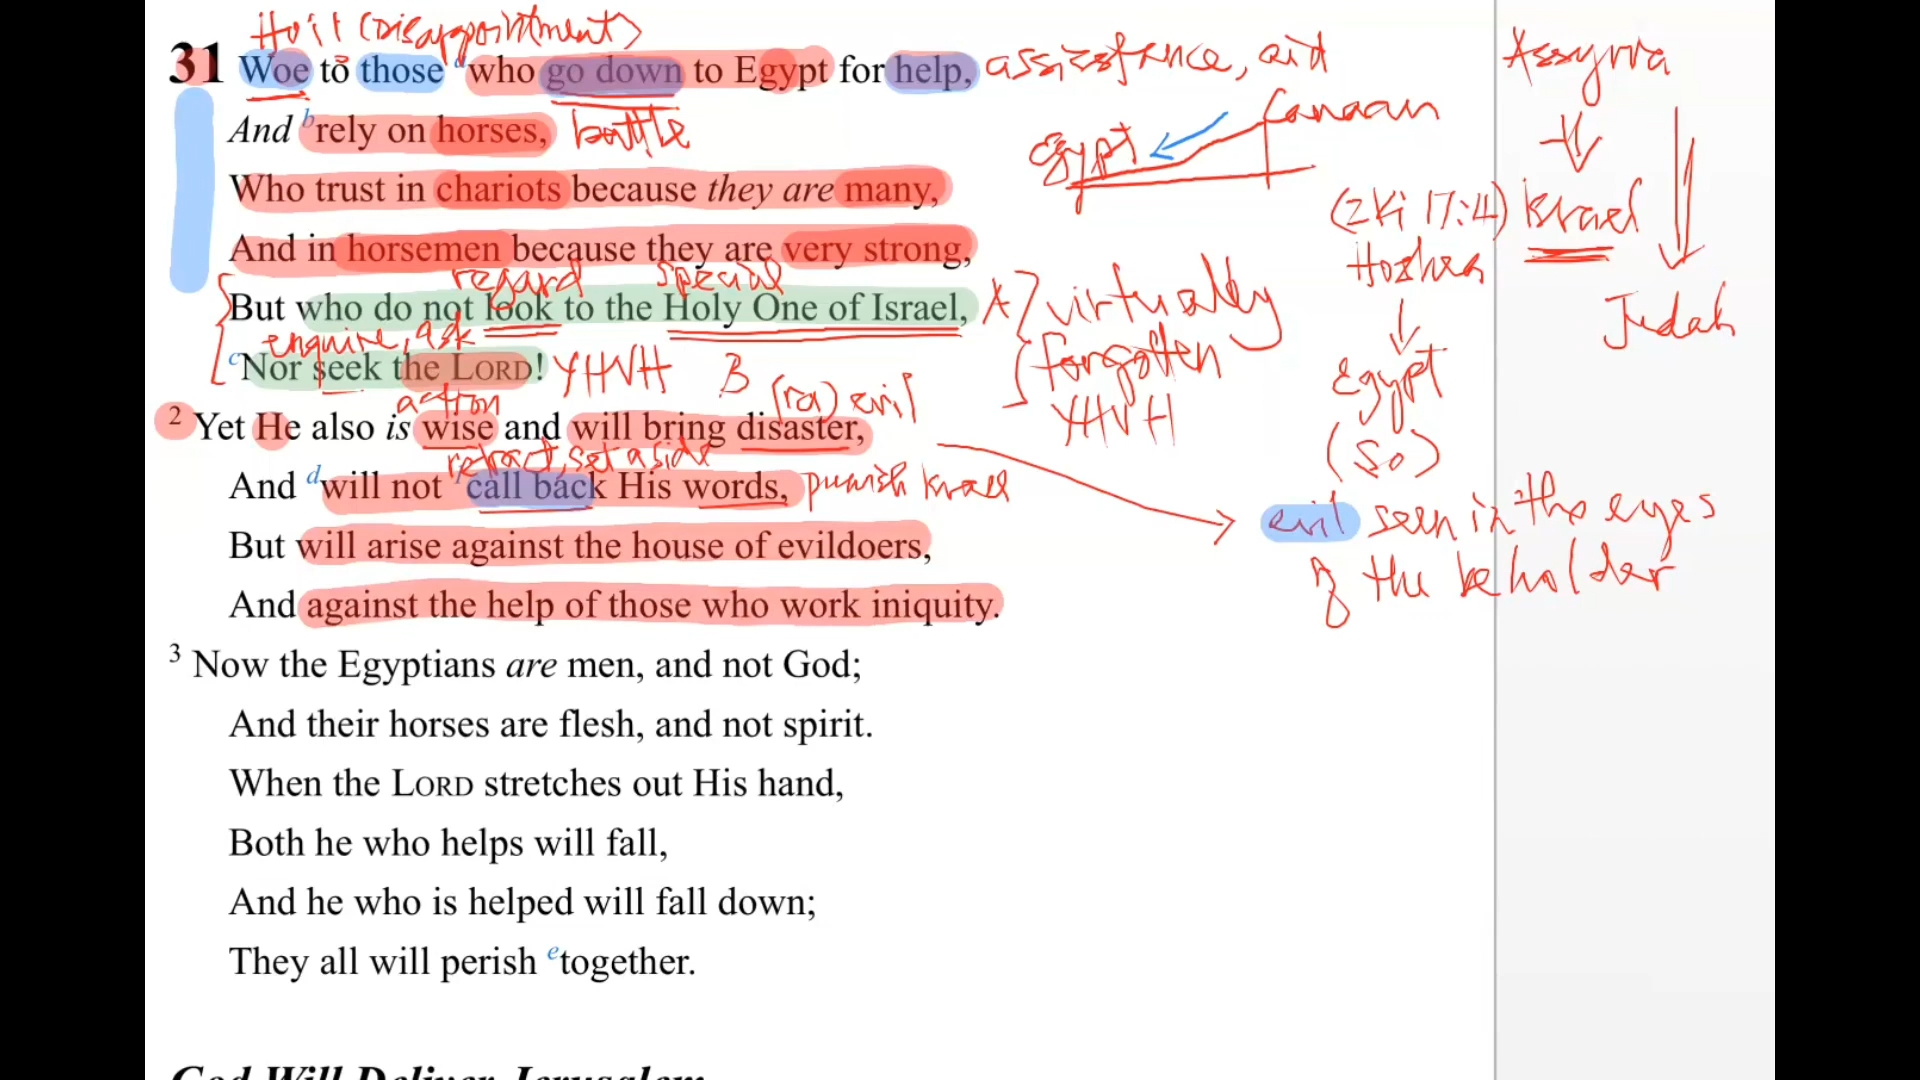 Hoi! (Disappointment)
31 Woe to those who go down to Egypt for help, assisstance, aid
Assyria
And b rely on horses, battle
Egypt Canaan
Who trust in chariots because they are many,
(2Ki 17:4) Israel
And in horsemen because they are very strong,
Hoshea
regard special
But who do not look to the Holy One of Israel, A virtually
Judah
enquire, ask
c Nor seek the LORD! YHVH B forgotten
Egypt
action (ra) evil YHVH
2 Yet He also is wise and will bring disaster,
(So)
retract, set aside
And d will not call back His words, punish Israel
evil seen in the eyes
But will arise against the house of evildoers,
of the beholder
And against the help of those who work iniquity.
3 Now the Egyptians are men, and not God;
And their horses are flesh, and not spirit.
When the LORD stretches out His hand,
Both he who helps will fall,
And he who is helped will fall down;
They all will perish e together.
God Will Deliver Jerusalem